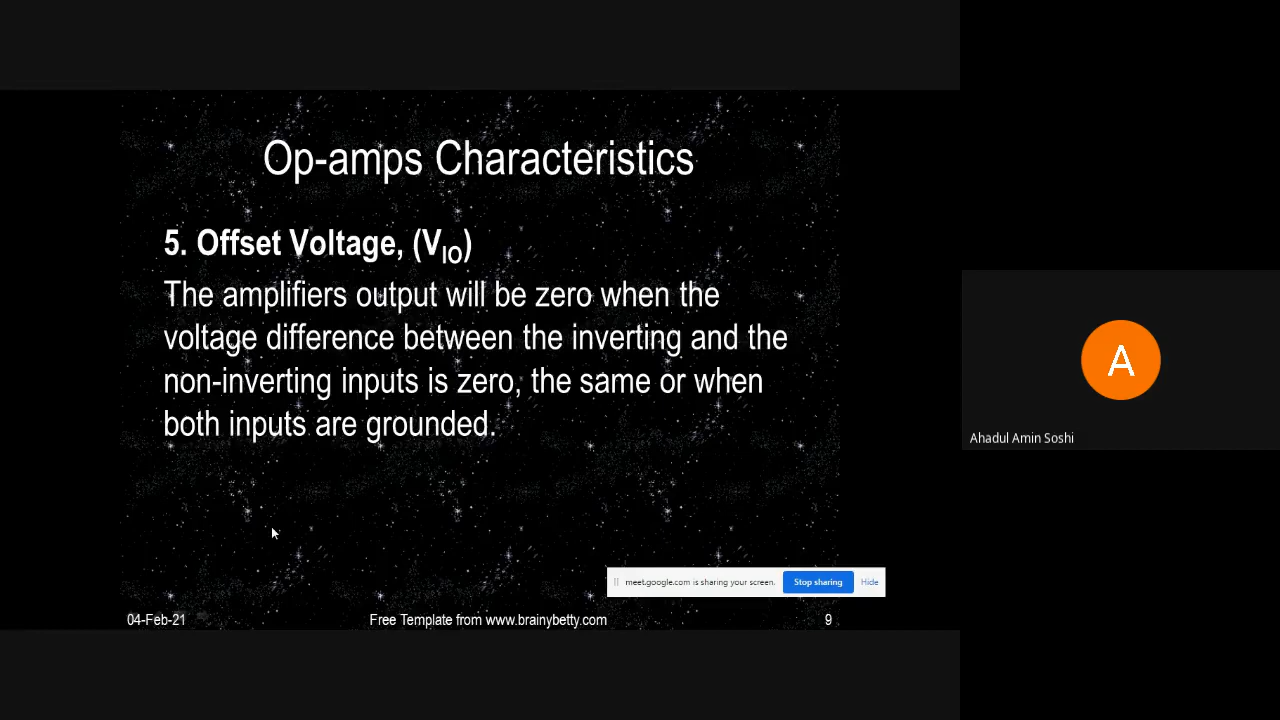 Op-amps Characteristics
5. Offset Voltage, (VIO)
The amplifiers output will be zero when the
voltage difference between the inverting and the
non-inverting inputs is zero, the same or when
both inputs are grounded.
A
Ahadul Amin Soshi
meet.google.com is sharing your screen. Stop sharing Hide
04-Feb-21 Free Template from www.brainybetty.com 9